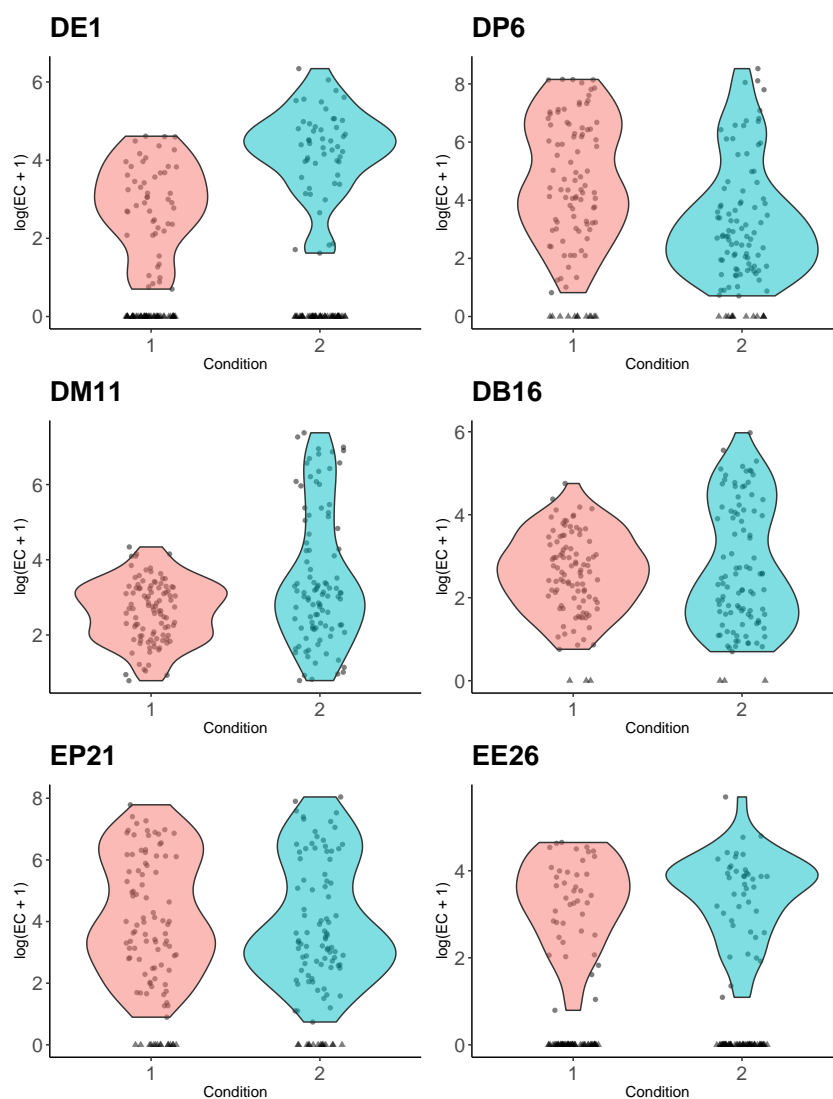 DE1
log(EC + 1)
6
4
2
0
1
2
Condition
DP6
log(EC + 1)
8
6
4
2
0
1
2
Condition
DM11
log(EC + 1)
6
4
2
1
2
Condition
DB16
log(EC + 1)
6
4
2
0
1
2
Condition
EP21
log(EC + 1)
8
6
4
2
0
1
2
Condition
EE26
log(EC + 1)
4
2
0
1
2
Condition